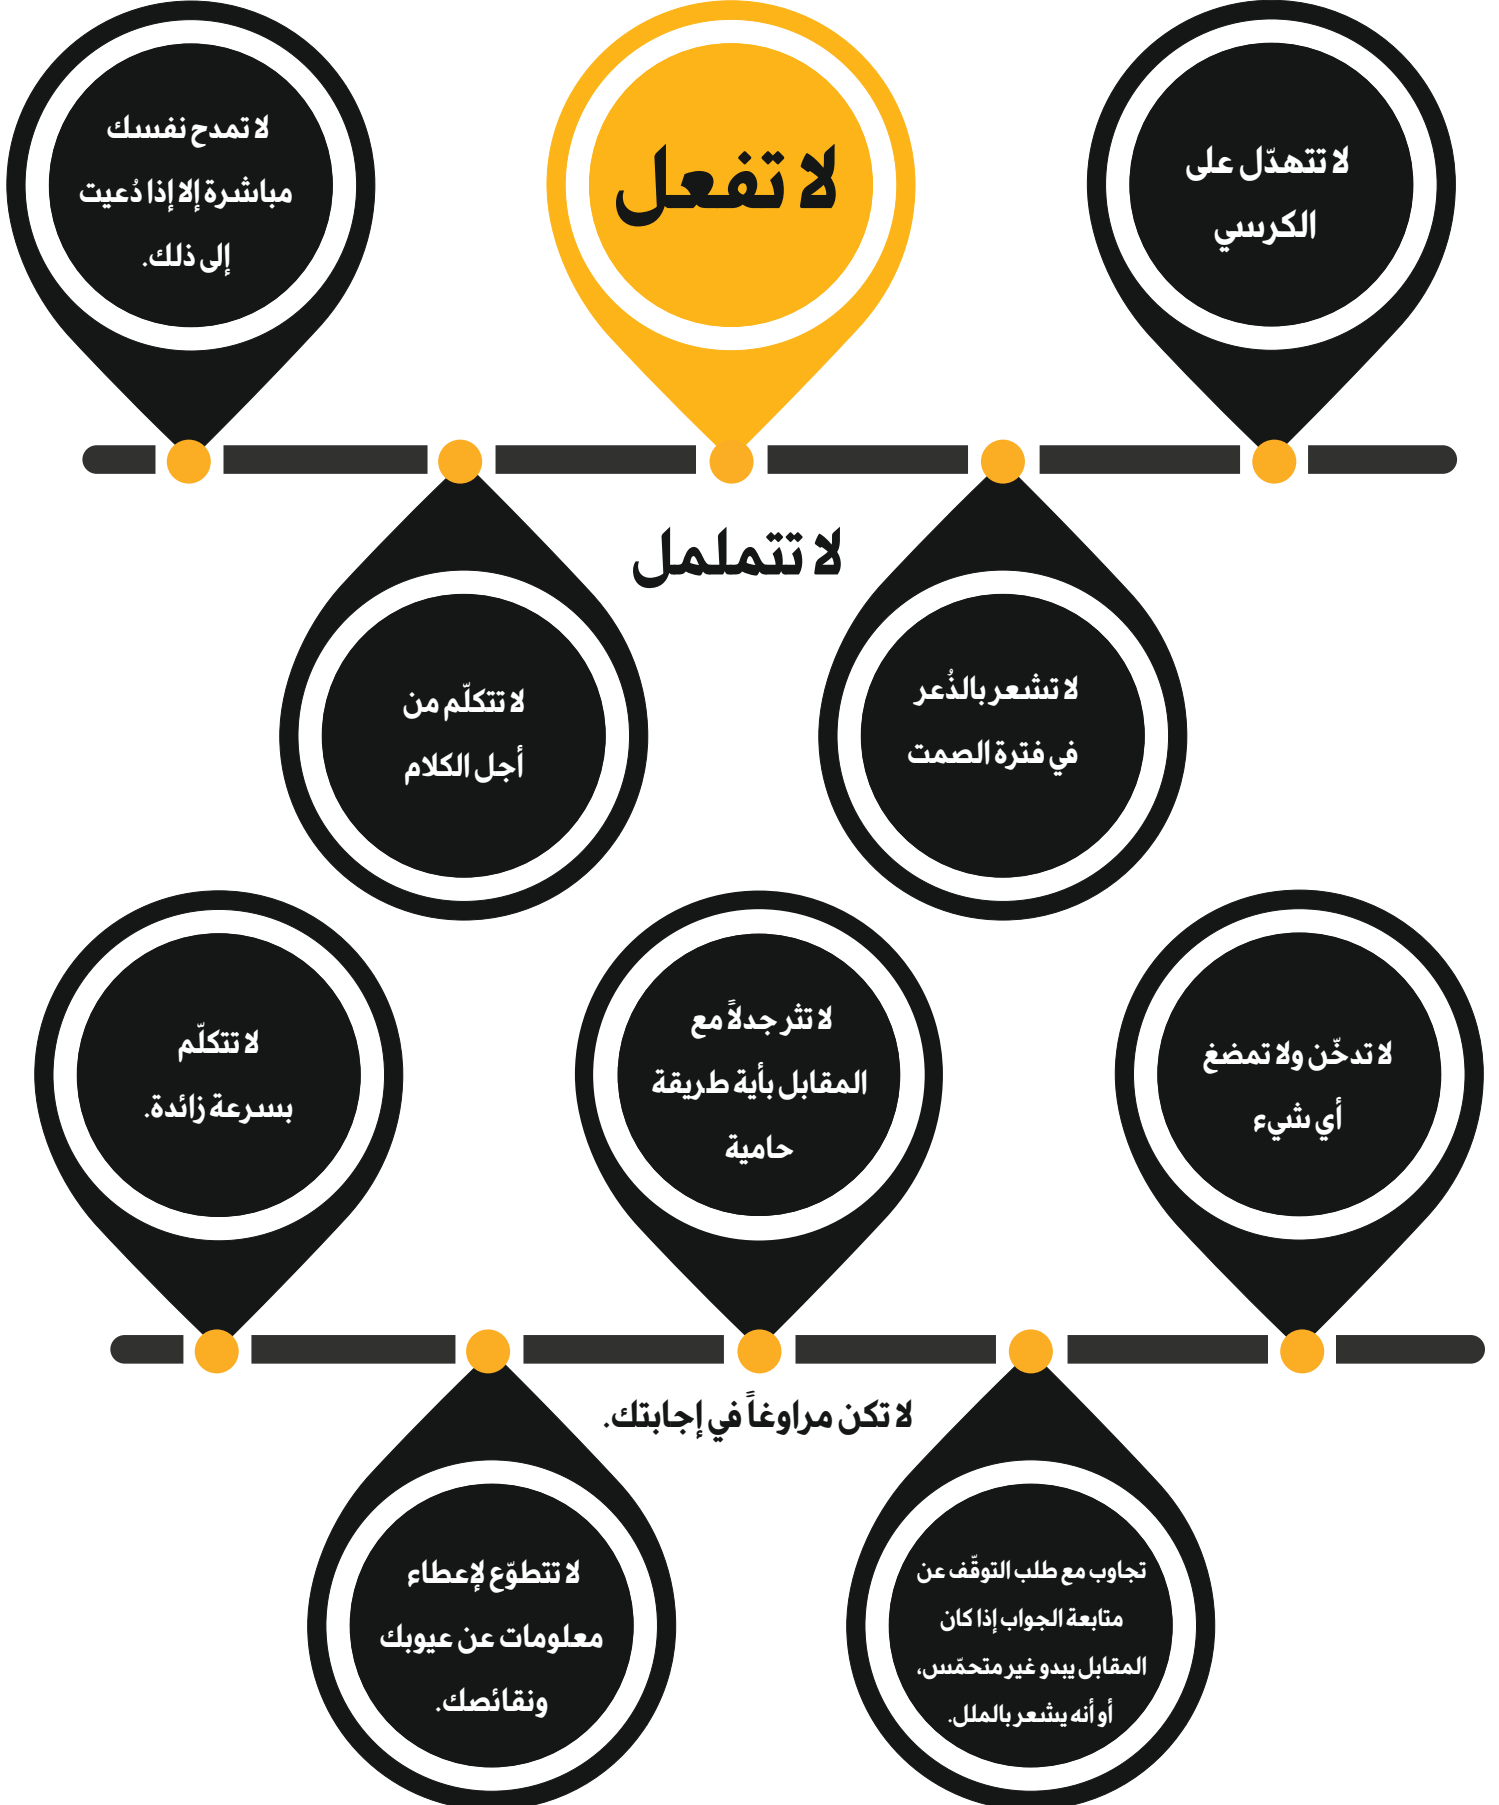 لا تفعل
لا تتهدّل على
الكرسي
لا تمدح نفسك
مباشرة إلا إذا دُعيت
إلى ذلك.
لا تتململ
لا تشعر بالذُعر
في فترة الصمت
لا تتكلّم من
أجل الكلام
لا تدخّن ولا تمضغ
أي شيء
لا تثر جدلاً مع
المقابل بأية طريقة
حامية
لا تتكلّم
بسرعة زائدة.
لا تكن مراوغاً في إجابتك.
تجاوب مع طلب التوقّف عن
متابعة الجواب إذا كان
المقابل يبدو غير متحمّس،
أو أنه يشعر بالملل.
لا تتطوّع لإعطاء
معلومات عن عيوبك
ونقائصك.